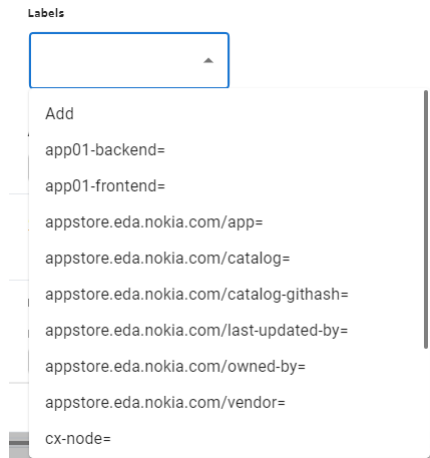 Labels
Add
app01-backend=
app01-frontend=
appstore.eda.nokia.com/app=
appstore.eda.nokia.com/catalog=
appstore.eda.nokia.com/catalog-githash=
appstore.eda.nokia.com/last-updated-by=
appstore.eda.nokia.com/owned-by=
appstore.eda.nokia.com/vendor=
cx-node=